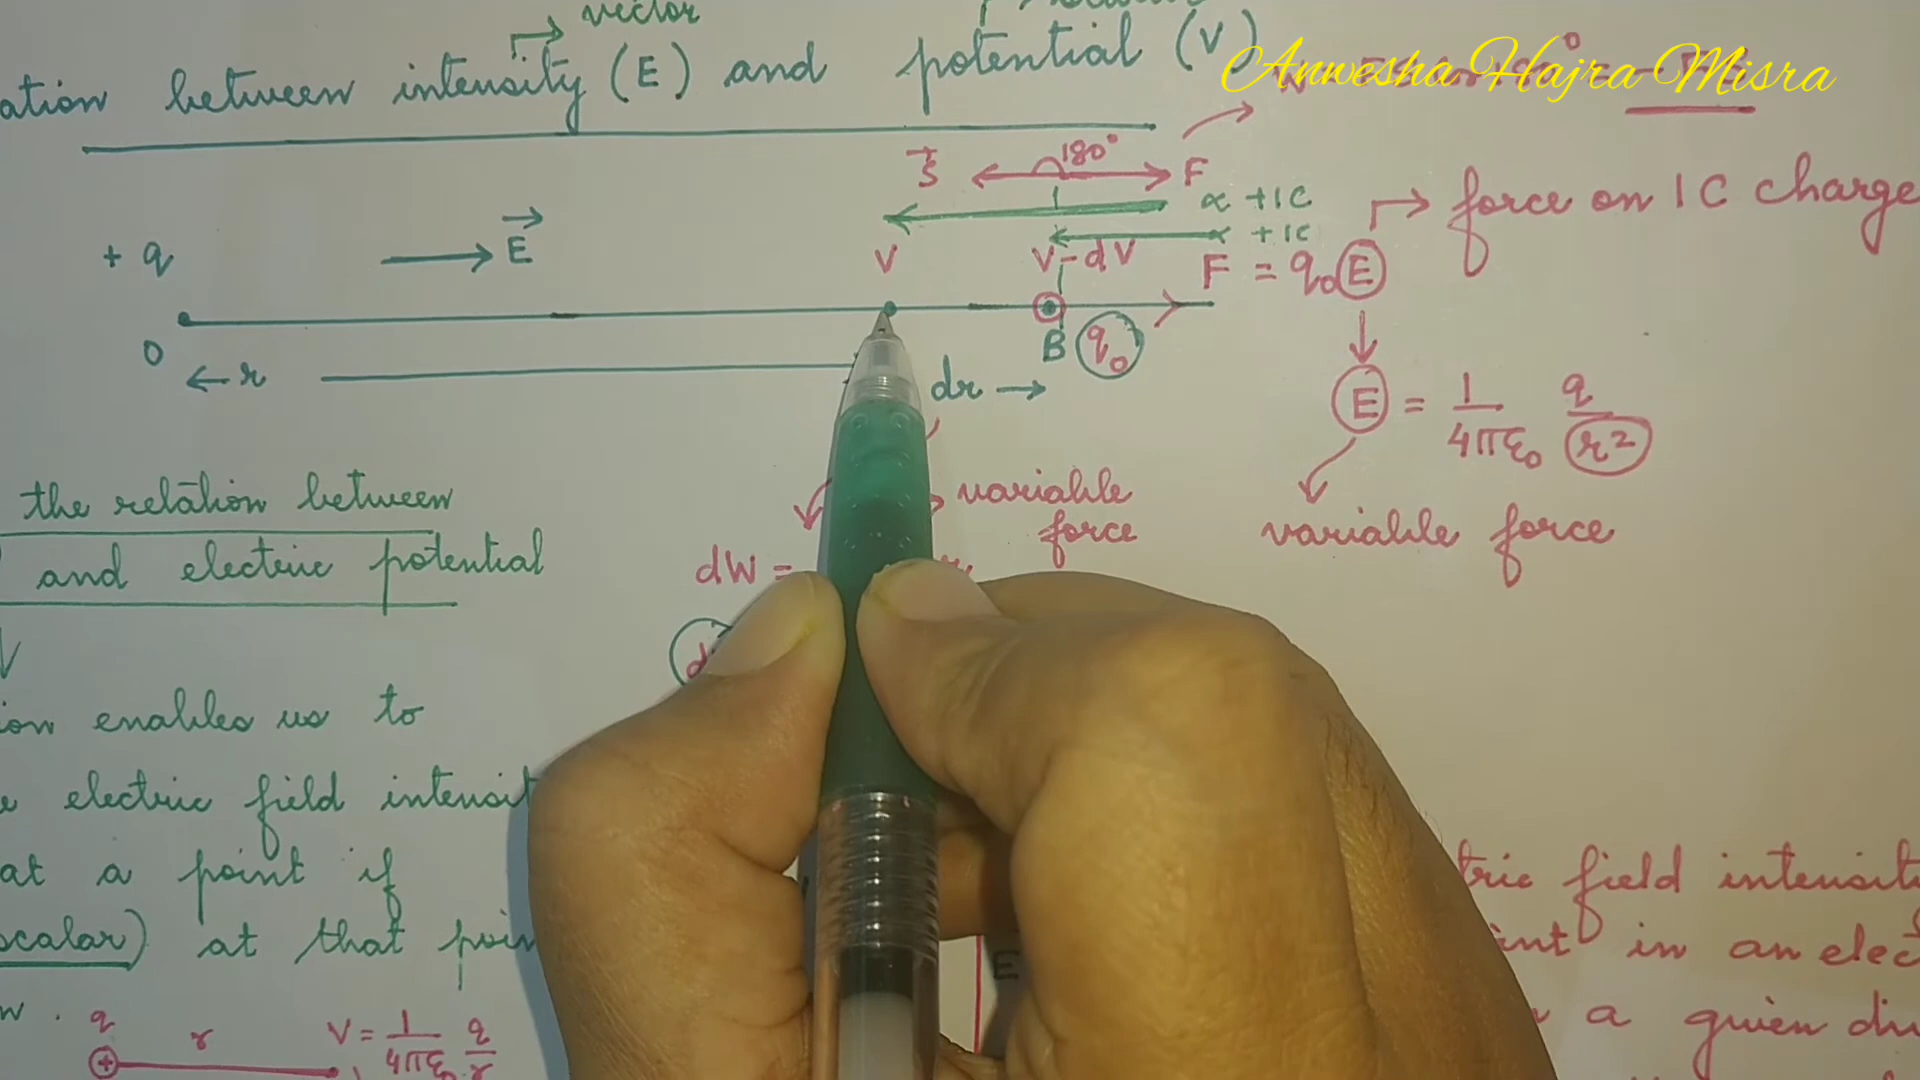 vector
ation between intensity (E) and potential (V)
Anwesha Hajra Misra
180°
S F
∝ +1C
∝ +1C
force on 1C charge
+q E V V-dV F = q₀E
O B q₀
← r dr →
E = 1/4πε₀ q/r²
variable force
variable force
the relation between
and electric potential
dW =
ion enables us to
electric field intensit
at a point if
scalar) at that poin
q r V = 1/4πε₀ q/r
E
tric field intensity
int in an elec
a given di